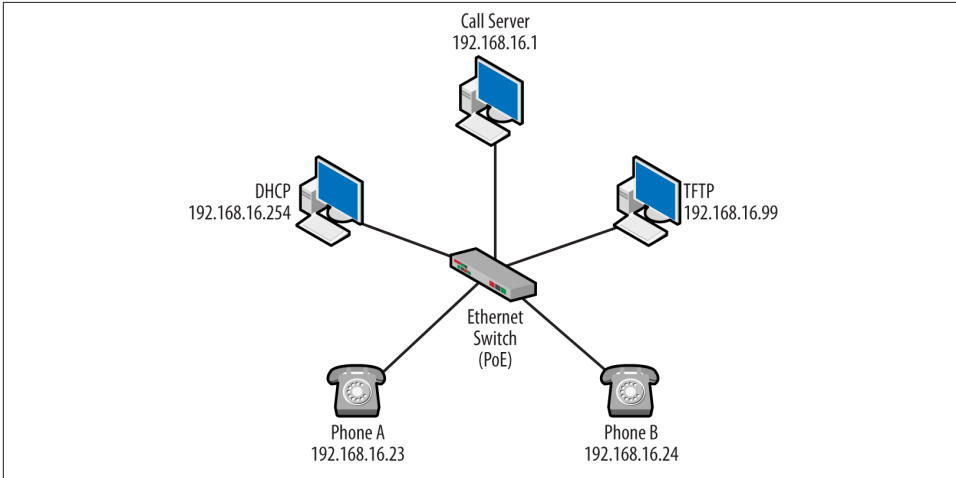 Call Server
192.168.16.1
DHCP
192.168.16.254
TFTP
192.168.16.99
Ethernet
Switch
(PoE)
Phone A
192.168.16.23
Phone B
192.168.16.24